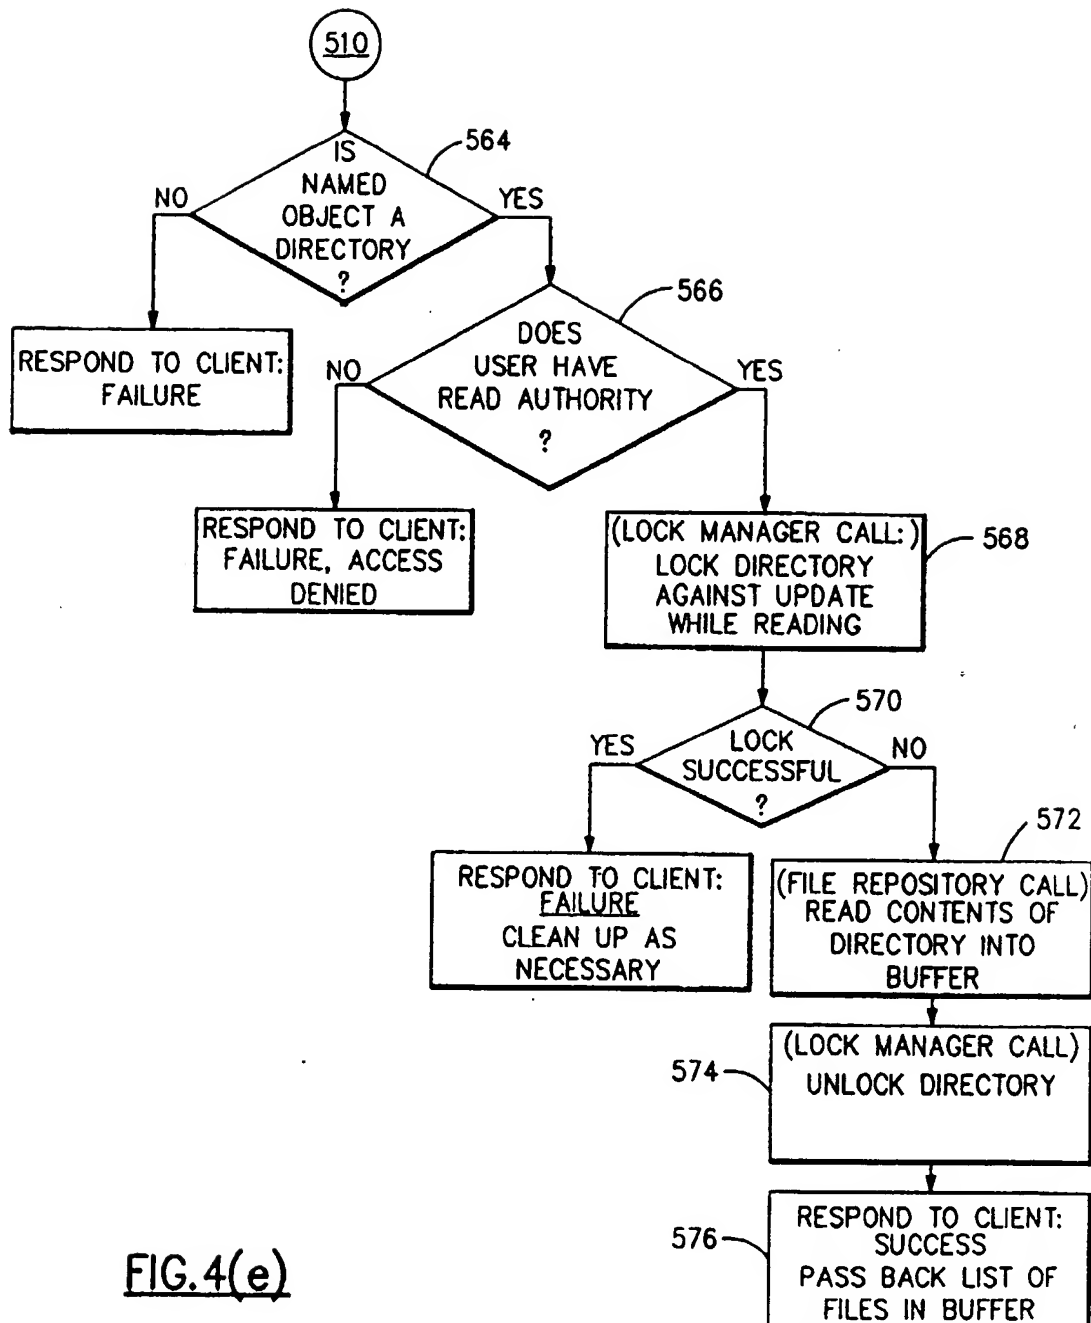 510
564
IS
NAMED
OBJECT A
DIRECTORY
?
NO
YES
566
RESPOND TO CLIENT:
FAILURE
DOES
USER HAVE
READ AUTHORITY
?
NO
YES
RESPOND TO CLIENT:
FAILURE, ACCESS
DENIED
(LOCK MANAGER CALL:)
LOCK DIRECTORY
AGAINST UPDATE
WHILE READING
568
570
YES
LOCK
SUCCESSFUL
?
NO
572
RESPOND TO CLIENT:
FAILURE
CLEAN UP AS
NECESSARY
(FILE REPOSITORY CALL)
READ CONTENTS OF
DIRECTORY INTO
BUFFER
574
(LOCK MANAGER CALL)
UNLOCK DIRECTORY
576
RESPOND TO CLIENT:
SUCCESS
PASS BACK LIST OF
FILES IN BUFFER
FIG.4(e)